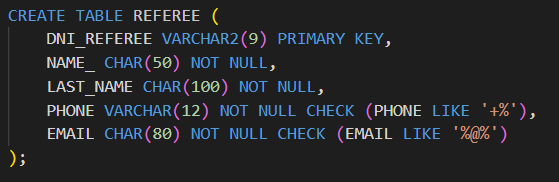 CREATE TABLE REFEREE (
    DNI_REFEREE VARCHAR2(9) PRIMARY KEY,
    NAME_ CHAR(50) NOT NULL,
    LAST_NAME CHAR(100) NOT NULL,
    PHONE VARCHAR(12) NOT NULL CHECK (PHONE LIKE '+%'),
    EMAIL CHAR(80) NOT NULL CHECK (EMAIL LIKE '%@%')
);